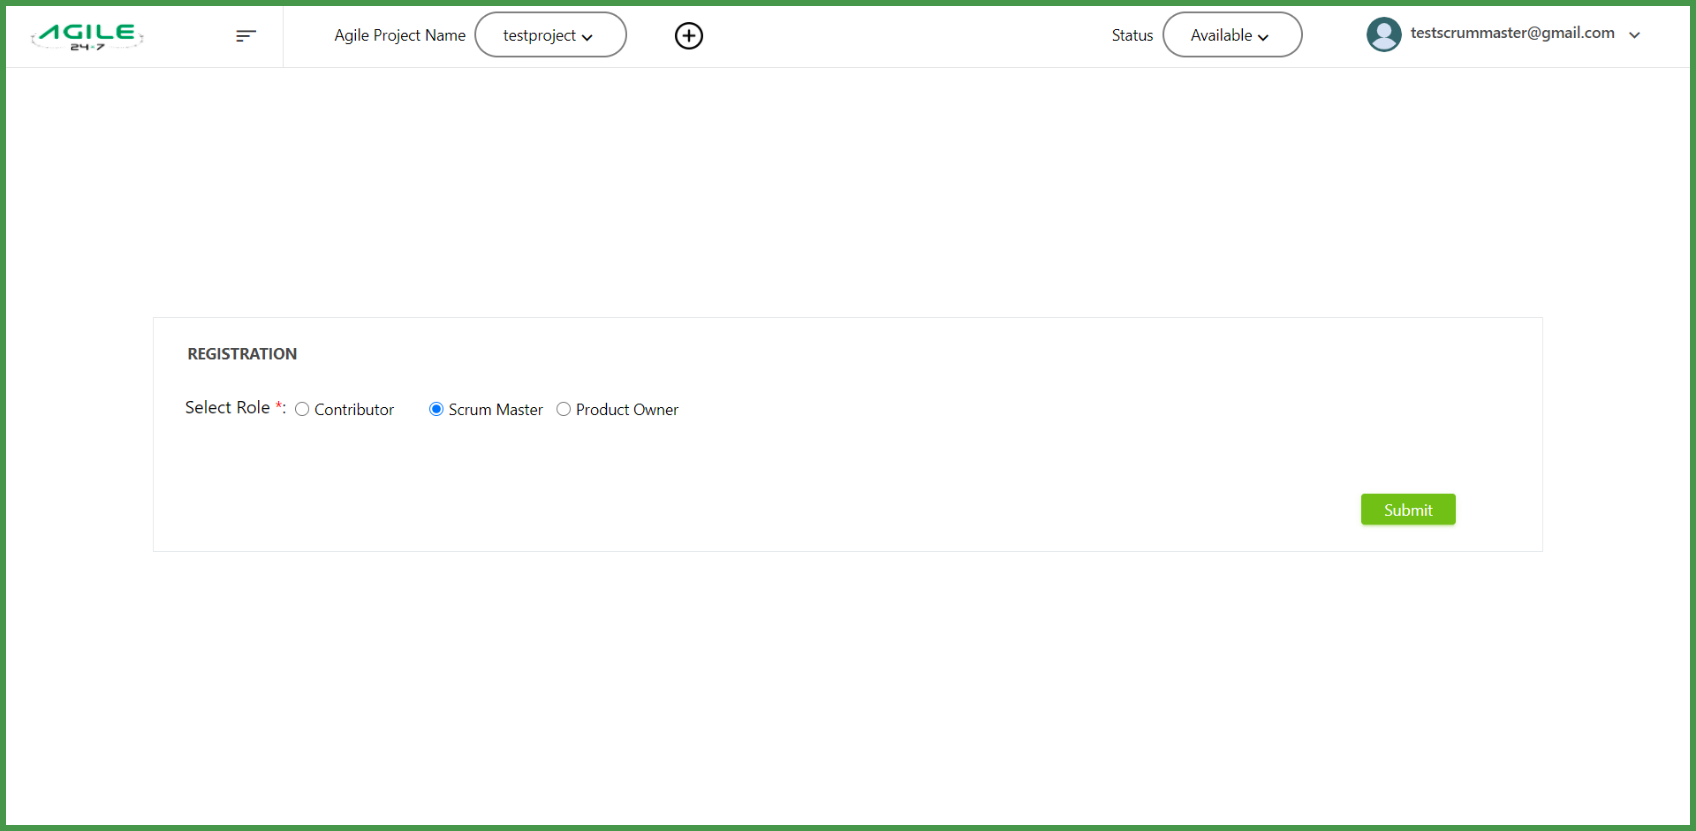 AGILE
24-7
Agile Project Name testproject
Status Available
testscrummaster@gmail.com
REGISTRATION
Select Role *: Contributor Scrum Master Product Owner
Submit